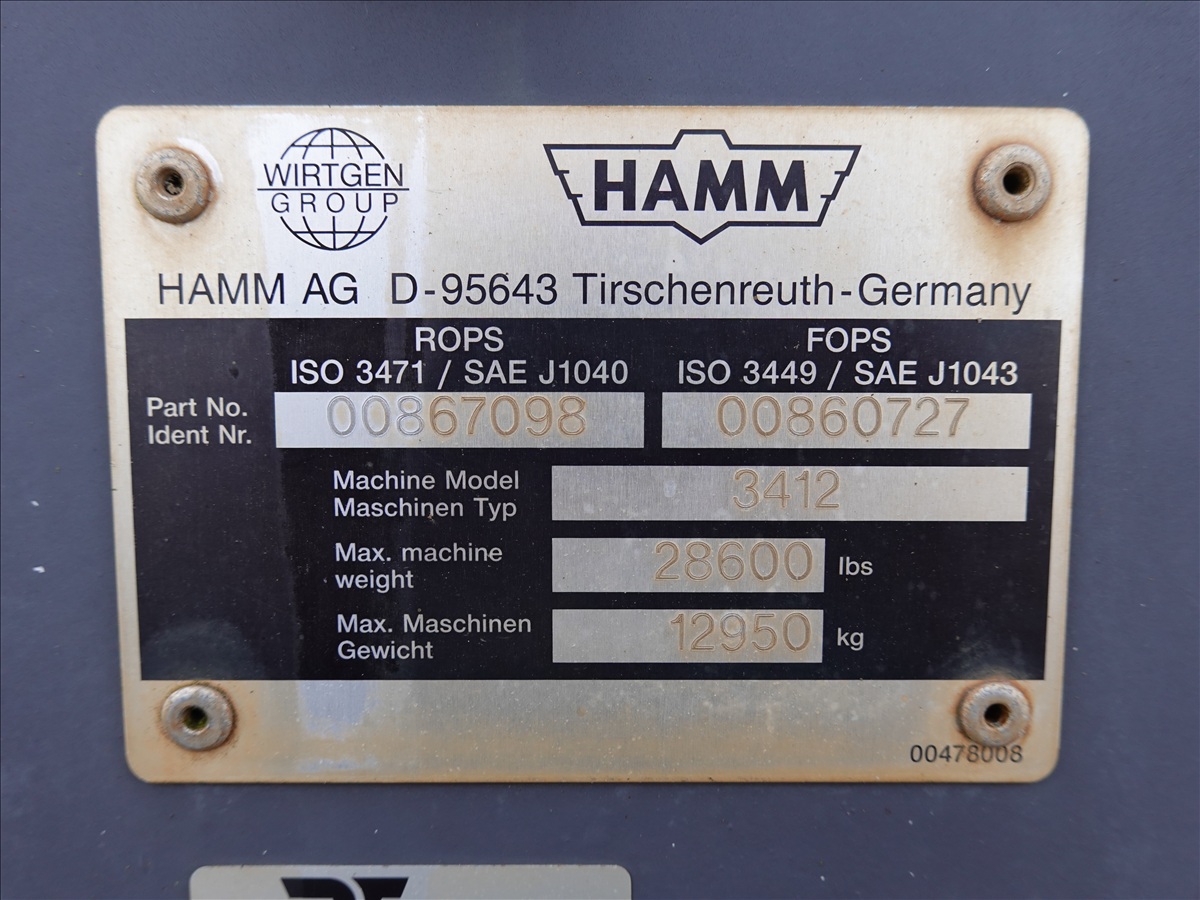 WIRTGEN
GROUP
HAMM
HAMM AG D-95643 Tirschenreuth-Germany
ROPS
ISO 3471 / SAE J1040
FOPS
ISO 3449 / SAE J1043
Part No.
Ident Nr.
00867098
00860727
Machine Model
Maschinen Typ
3412
Max. machine
weight
28600 lbs
Max. Maschinen
Gewicht
12950 kg
00478008